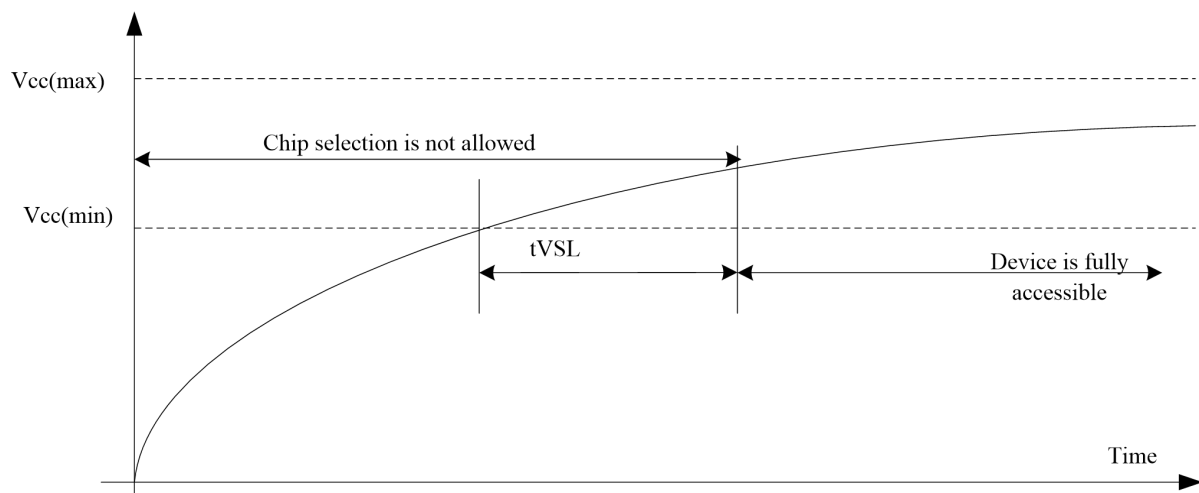 Vcc(max)
Chip selection is not allowed
Vcc(min)
tVSL
Device is fully
accessible
Time